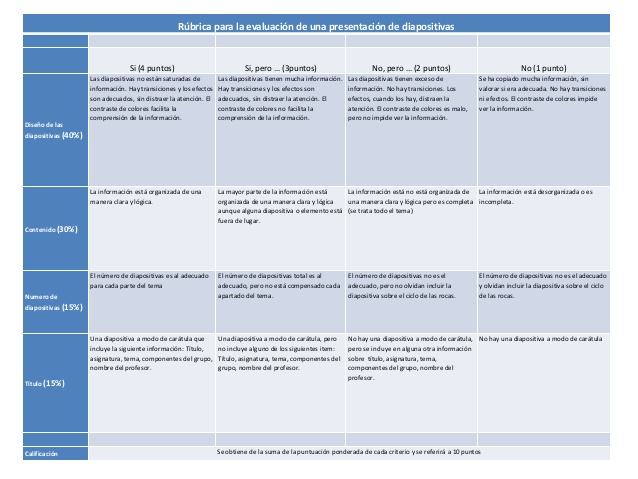 Rúbrica para la evaluación de una presentación de diapositivas
Si (4 puntos)
Si, pero ... (3puntos)
No, pero ... (2 puntos)
No (1 punto)
Diseño de las
diapositivas (40%)
Las diapositivas no están saturadas de
información. Hay transiciones y los efectos
son adecuados, sin distraer la atención. El
contraste de colores facilita la
comprensión de la información.
Las diapositivas tienen mucha información.
Hay transiciones y los efectos son
adecuados, sin distraer la atención. El
contraste de colores no facilita la
comprensión de la información.
Las diapositivas tienen exceso de
información. No hay transiciones. Los
efectos, cuando los hay, distraen la
atención. El contraste de colores es malo,
pero no impide ver la información.
Se ha copiado mucha información, sin
valorar si era adecuada. No hay transiciones
ni efectos. El contraste de colores impide
ver la información.
Contenido (30%)
La información está organizada de una
manera clara y lógica.
La mayor parte de la información está
organizada de una manera clara y lógica
aunque alguna diapositiva o elemento está
fuera de lugar.
La información está no está organizada de
una manera clara y lógica pero es completa
(se trata todo el tema)
La información está desorganizada o es
incompleta.
Numero de
diapositivas (15%)
El número de diapositivas es al adecuado
para cada parte del tema
El número de diapositivas total es al
adecuado, pero no está compensado cada
apartado del tema.
El número de diapositivas no es el
adecuado, pero no olvidan incluir la
diapositiva sobre el ciclo de las rocas.
El número de diapositivas no es el adecuado
y olvidan incluir la diapositiva sobre el ciclo
de las rocas.
Título (15%)
Una diapositiva a modo de carátula que
incluye la siguiente información: Título,
asignatura, tema, componentes del grupo,
nombre del profesor.
Una diapositiva a modo de carátula, pero
no incluye alguno de los siguientes item:
Título, asignatura, tema, componentes del
grupo, nombre del profesor.
No hay una diapositiva a modo de carátula,
pero se incluye en alguna otra información
sobre título, asignatura, tema,
componentes del grupo, nombre del
profesor.
No hay una diapositiva a modo de carátula
Calificación
Se obtiene de la suma de la puntuación ponderada de cada criterio y se referirá a 10 puntos